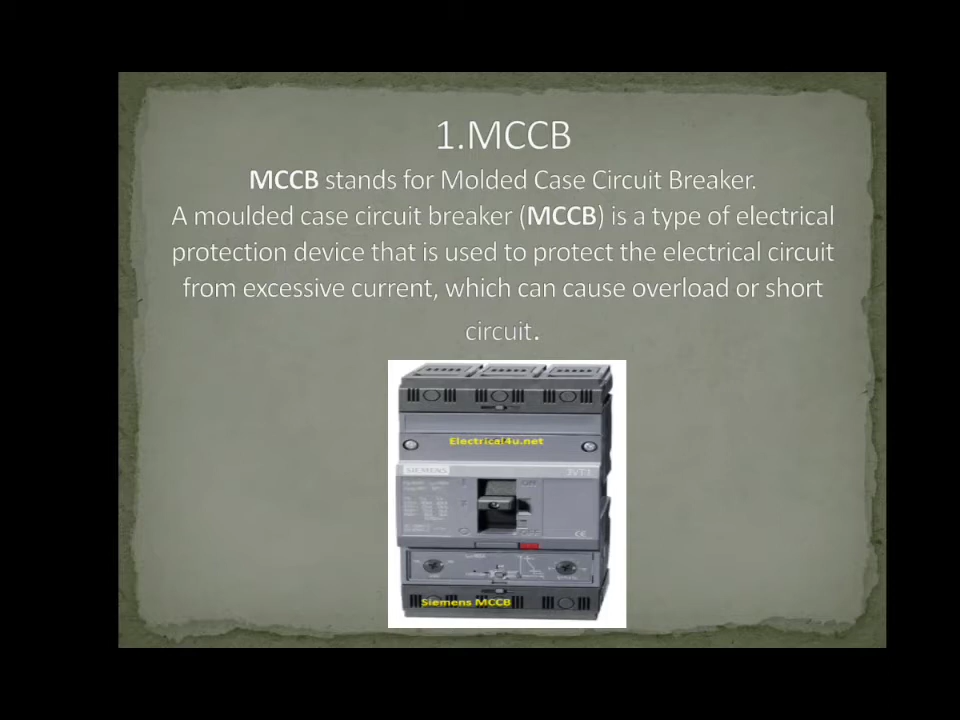 1.MCCB
MCCB stands for Molded Case Circuit Breaker.
A moulded case circuit breaker (MCCB) is a type of electrical
protection device that is used to protect the electrical circuit
from excessive current, which can cause overload or short
circuit.
Electrical4u.net
SIEMENS
OFF
CE
Siemens MCCB